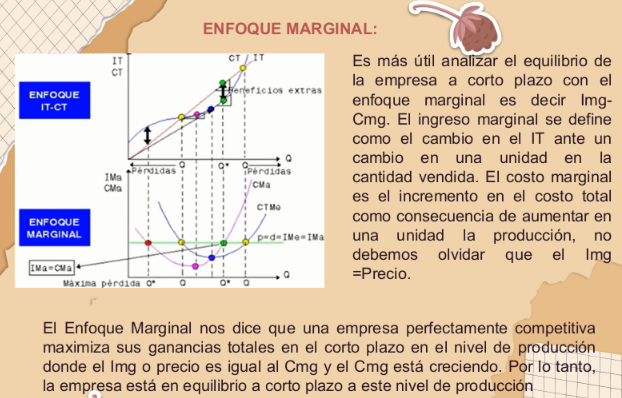 ENFOQUE MARGINAL:
IT
CT
CT IT
ENFOQUE
IT-CT
Beneficios extras
Q
Pérdidas Q Q* Q Pérdidas
IMa
CMa
CMa
CTMe
ENFOQUE
MARGINAL
p=d=IMe=IMa
IMa=CMa
Q
Máxima pérdida Q* Q Q* Q
Es más útil analizar el equilibrio de
la empresa a corto plazo con el
enfoque marginal es decir Img-
Cmg. El ingreso marginal se define
como el cambio en el IT ante un
cambio en una unidad en la
cantidad vendida. El costo marginal
es el incremento en el costo total
como consecuencia de aumentar en
una unidad la producción, no
debemos olvidar que el Img
=Precio.
El Enfoque Marginal nos dice que una empresa perfectamente competitiva
maximiza sus ganancias totales en el corto plazo en el nivel de producción
donde el Img o precio es igual al Cmg y el Cmg está creciendo. Por lo tanto,
la empresa está en equilibrio a corto plazo a este nivel de producción